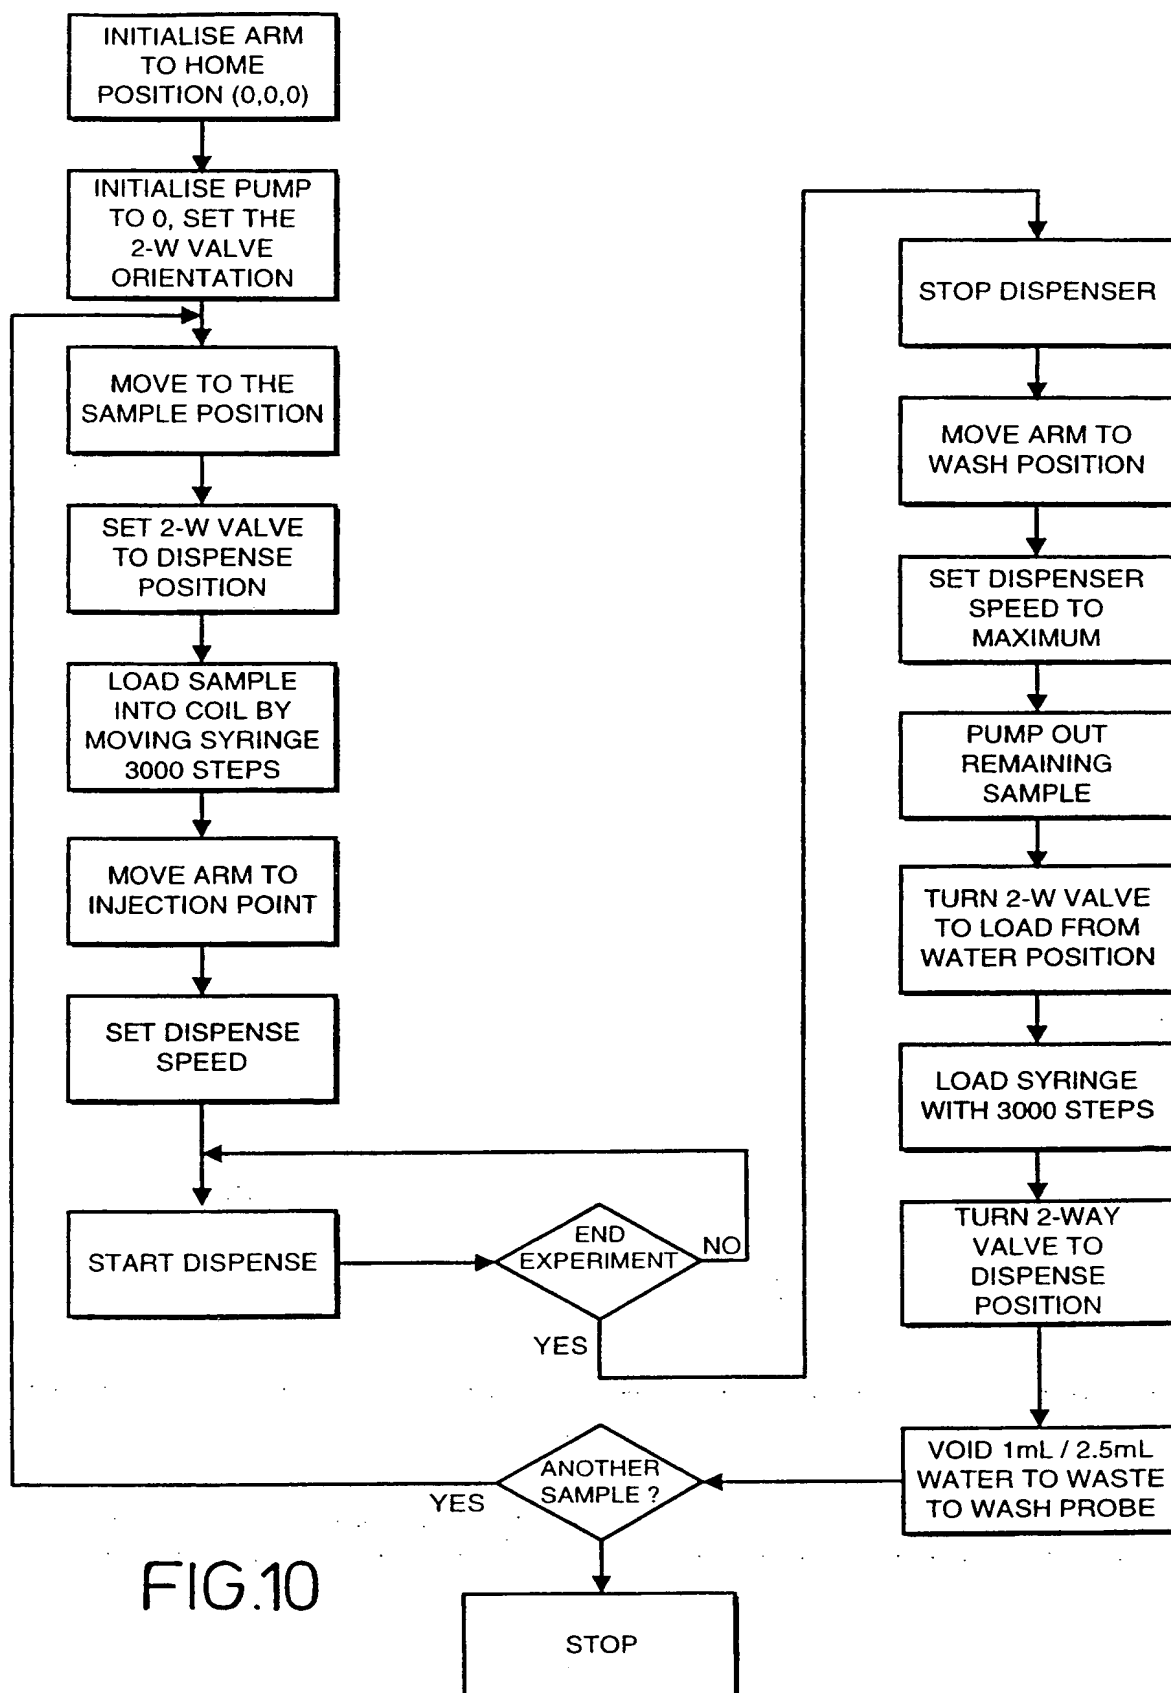 INITIALISE ARM
TO HOME
POSITION (0,0,0)
INITIALISE PUMP
TO 0, SET THE
2-W VALVE
ORIENTATION
MOVE TO THE
SAMPLE POSITION
SET 2-W VALVE
TO DISPENSE
POSITION
LOAD SAMPLE
INTO COIL BY
MOVING SYRINGE
3000 STEPS
MOVE ARM TO
INJECTION POINT
SET DISPENSE
SPEED
START DISPENSE
END
EXPERIMENT
NO
YES
STOP DISPENSER
MOVE ARM TO
WASH POSITION
SET DISPENSER
SPEED TO
MAXIMUM
PUMP OUT
REMAINING
SAMPLE
TURN 2-W VALVE
TO LOAD FROM
WATER POSITION
LOAD SYRINGE
WITH 3000 STEPS
TURN 2-WAY
VALVE TO
DISPENSE
POSITION
VOID 1mL / 2.5mL
WATER TO WASTE
TO WASH PROBE
ANOTHER
SAMPLE ?
YES
STOP
FIG.10